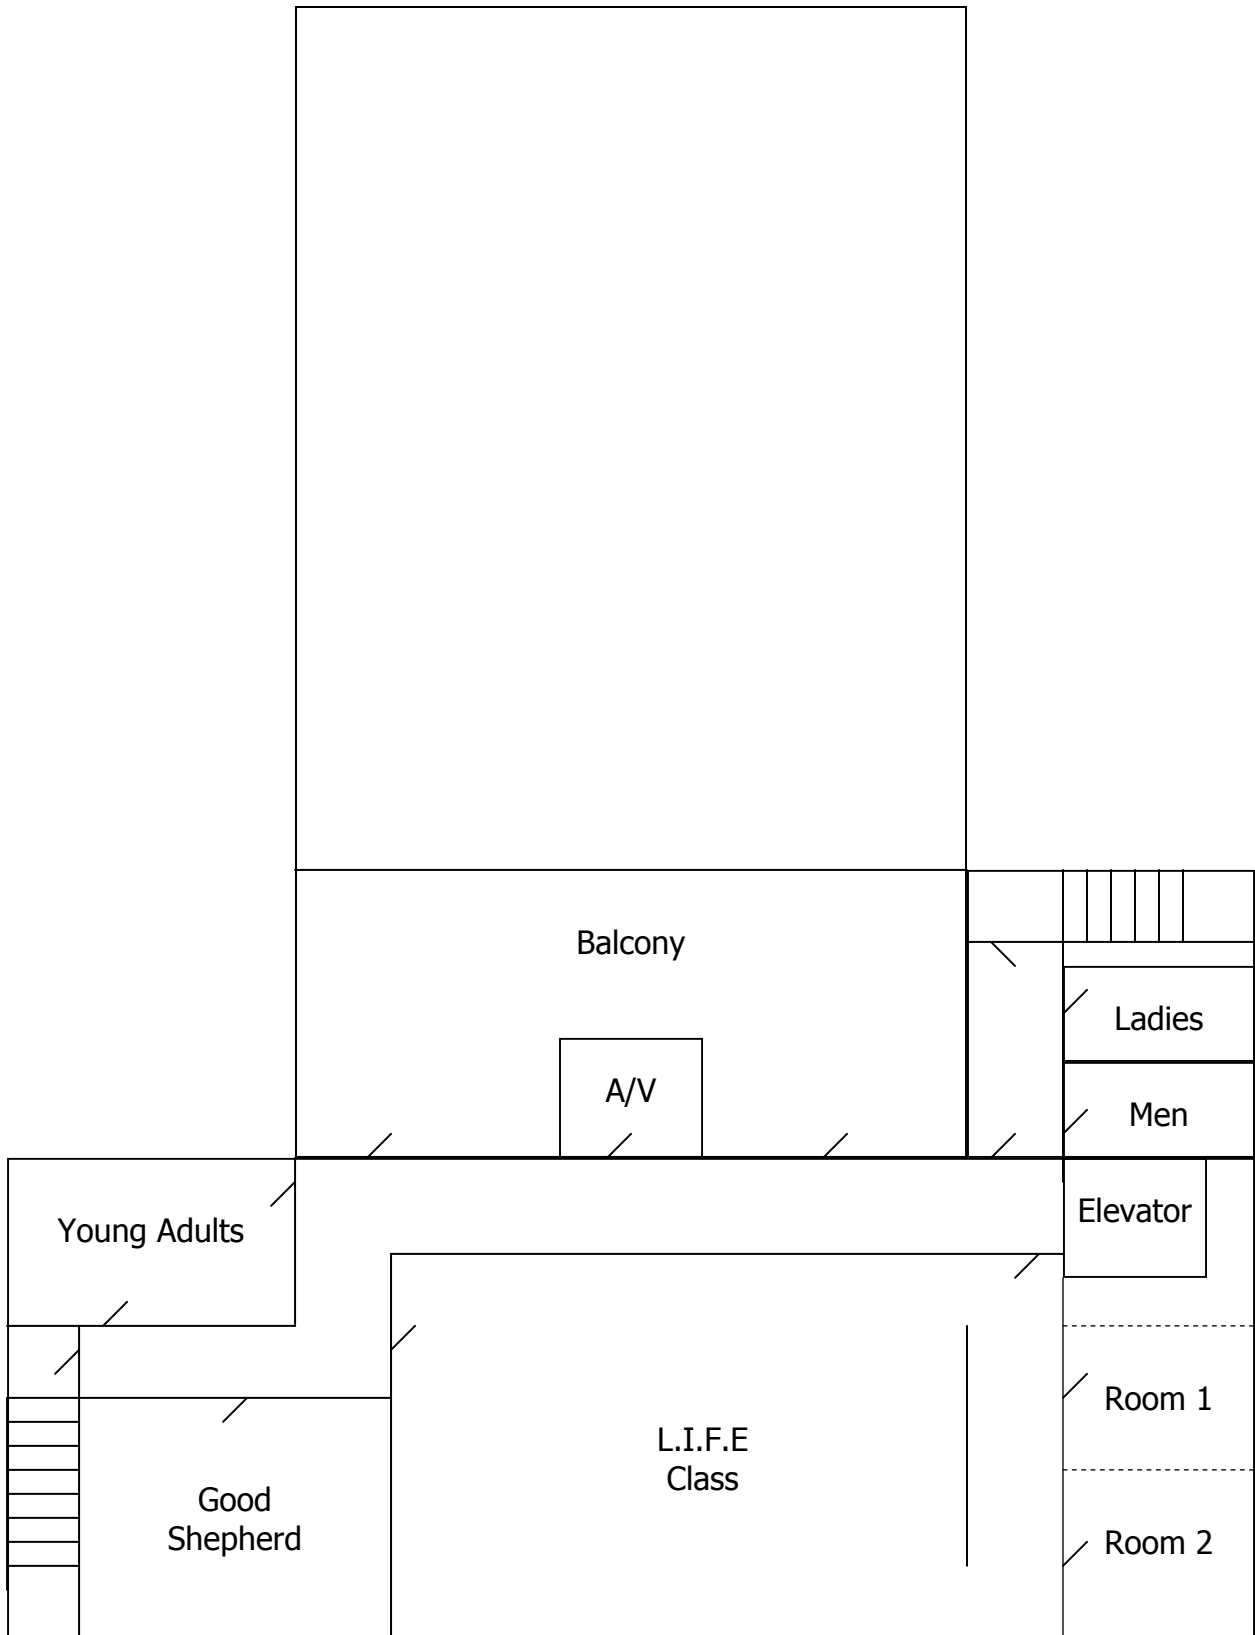 Balcony
A/V
Ladies
Men
Young Adults
Elevator
Room 1
L.I.F.E
Class
Good
Shepherd
Room 2